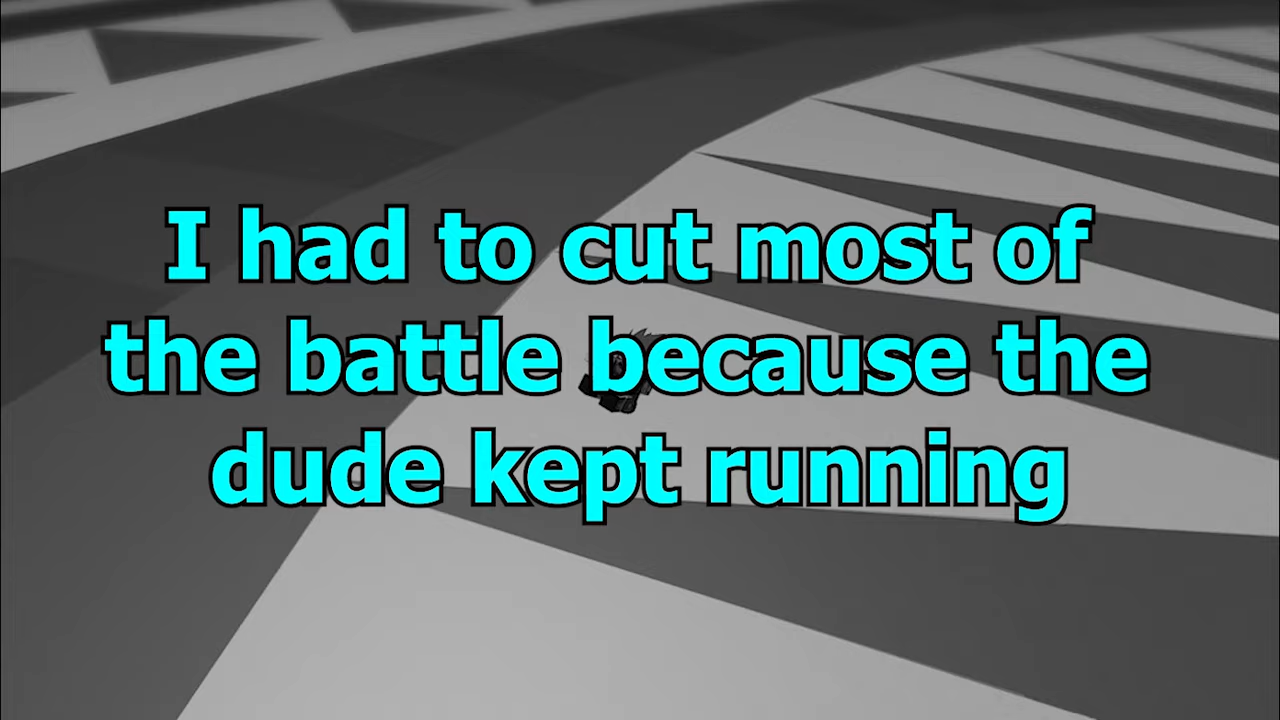 I had to cut most of
the battle because the
dude kept running